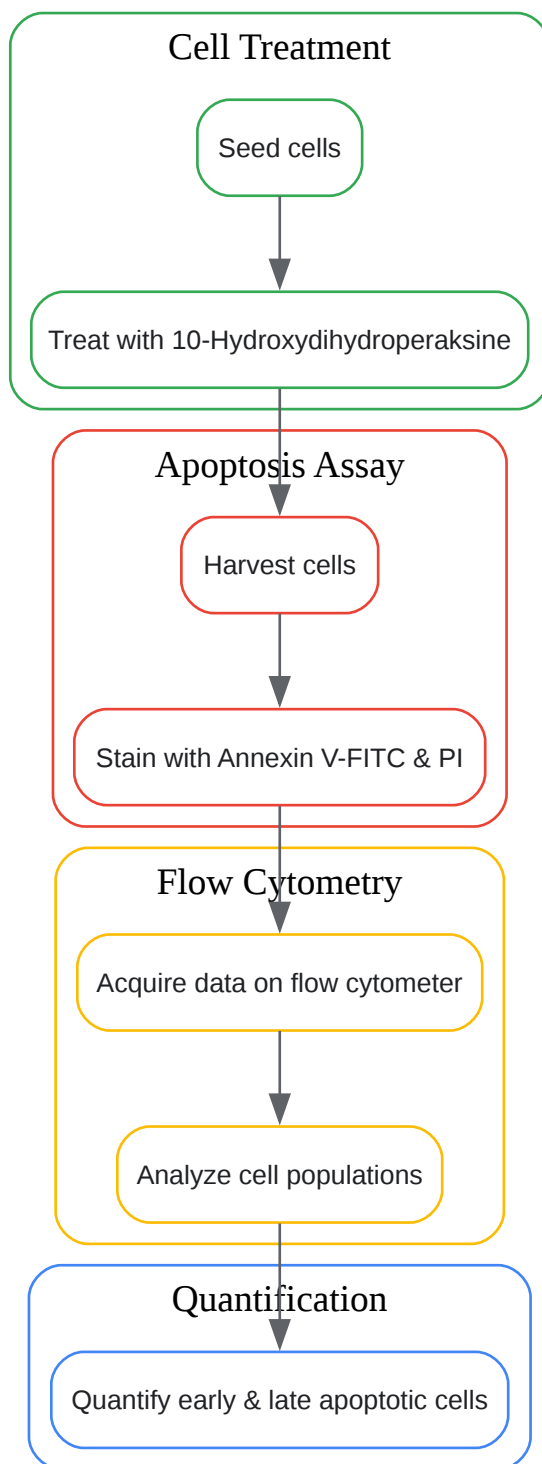 Cell Treatment
Seed cells
Treat with 10-Hydroxydihydroperaksine
Apoptosis Assay
Harvest cells
Stain with Annexin V-FITC & PI
Flow Cytometry
Acquire data on flow cytometer
Analyze cell populations
Quantification
Quantify early & late apoptotic cells